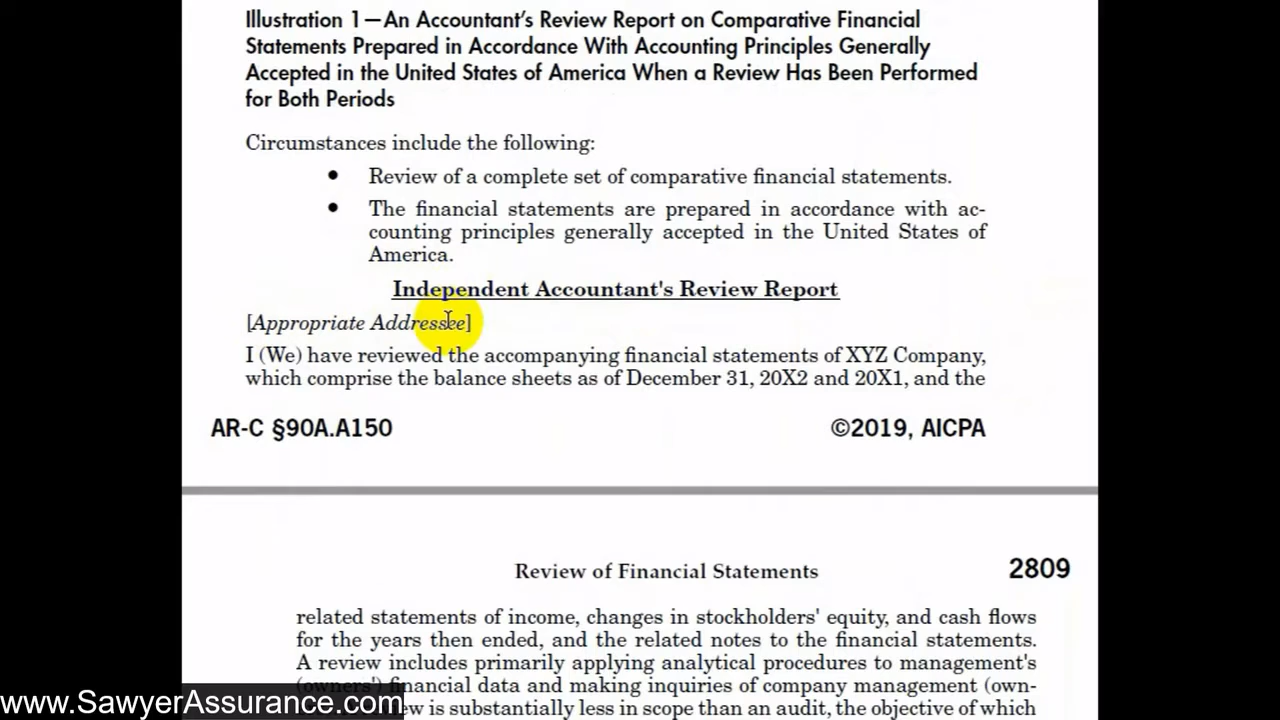 Illustration 1—An Accountant's Review Report on Comparative Financial
Statements Prepared in Accordance With Accounting Principles Generally
Accepted in the United States of America When a Review Has Been Performed
for Both Periods
Circumstances include the following:
• Review of a complete set of comparative financial statements.
• The financial statements are prepared in accordance with ac-
counting principles generally accepted in the United States of
America.
Independent Accountant's Review Report
[Appropriate Addressee]
I (We) have reviewed the accompanying financial statements of XYZ Company,
which comprise the balance sheets as of December 31, 20X2 and 20X1, and the
AR-C §90A.A150 ©2019, AICPA
Review of Financial Statements 2809
related statements of income, changes in stockholders' equity, and cash flows
for the years then ended, and the related notes to the financial statements.
A review includes primarily applying analytical procedures to management's
(owners') financial data and making inquiries of company management (own-
is substantially less in scope than an audit, the objective of which
www.SawyerAssurance.com